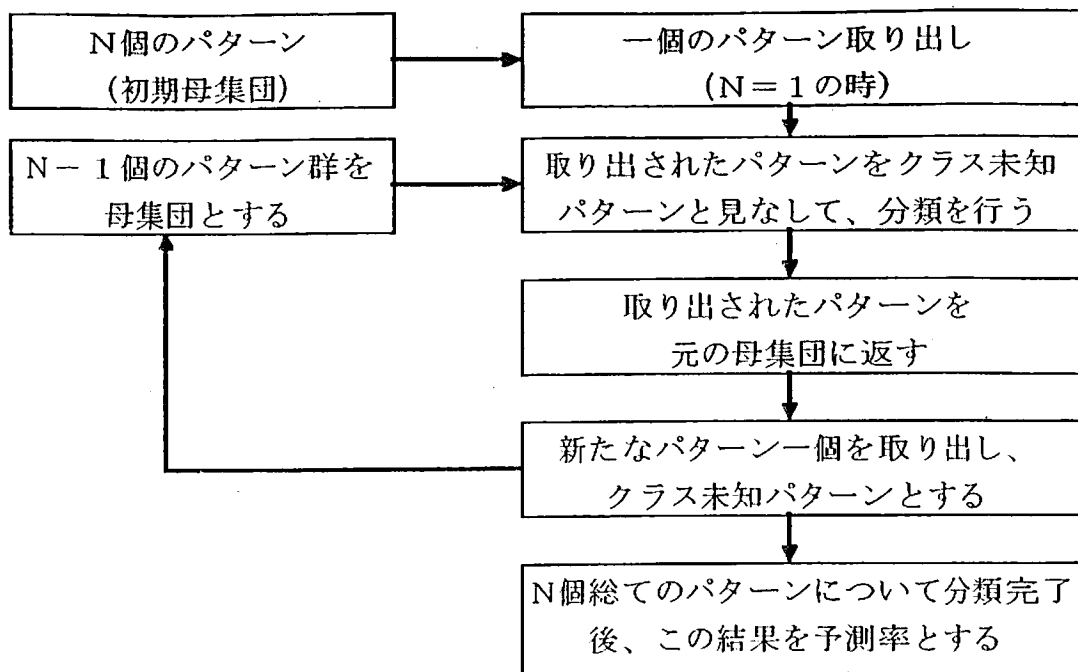 N個のパターン
(初期母集団)
一個のパターン取り出し
(N=1の時)
N-1個のパターン群を
母集団とする
取り出されたパターンをクラス未知
パターンと見なして、分類を行う
取り出されたパターンを
元の母集団に返す
新たなパターン一個を取り出し、
クラス未知パターンとする
N個総てのパターンについて分類完了
後、この結果を予測率とする